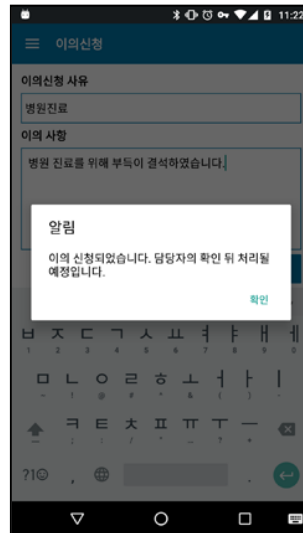 11:22
이의신청
이의신청 사유
병원진료
이의 사항
병원 진료를 위해 부득이 결석하였습니다.
알림
이의 신청되었습니다. 담당자의 확인 뒤 처리될
예정입니다.
확인
ㅂ ㅈ ㄷ ㄱ ㅅ ㅛ ㅕ ㅑ ㅐ ㅔ
1 2 3 4 5 6 7 8 9 0
ㅁ ㄴ ㅇ ㄹ ㅎ ㅗ ㅓ ㅏ ㅣ
ㅋ ㅌ ㅊ ㅍ ㅠ ㅜ ㅡ
?1☺ , .